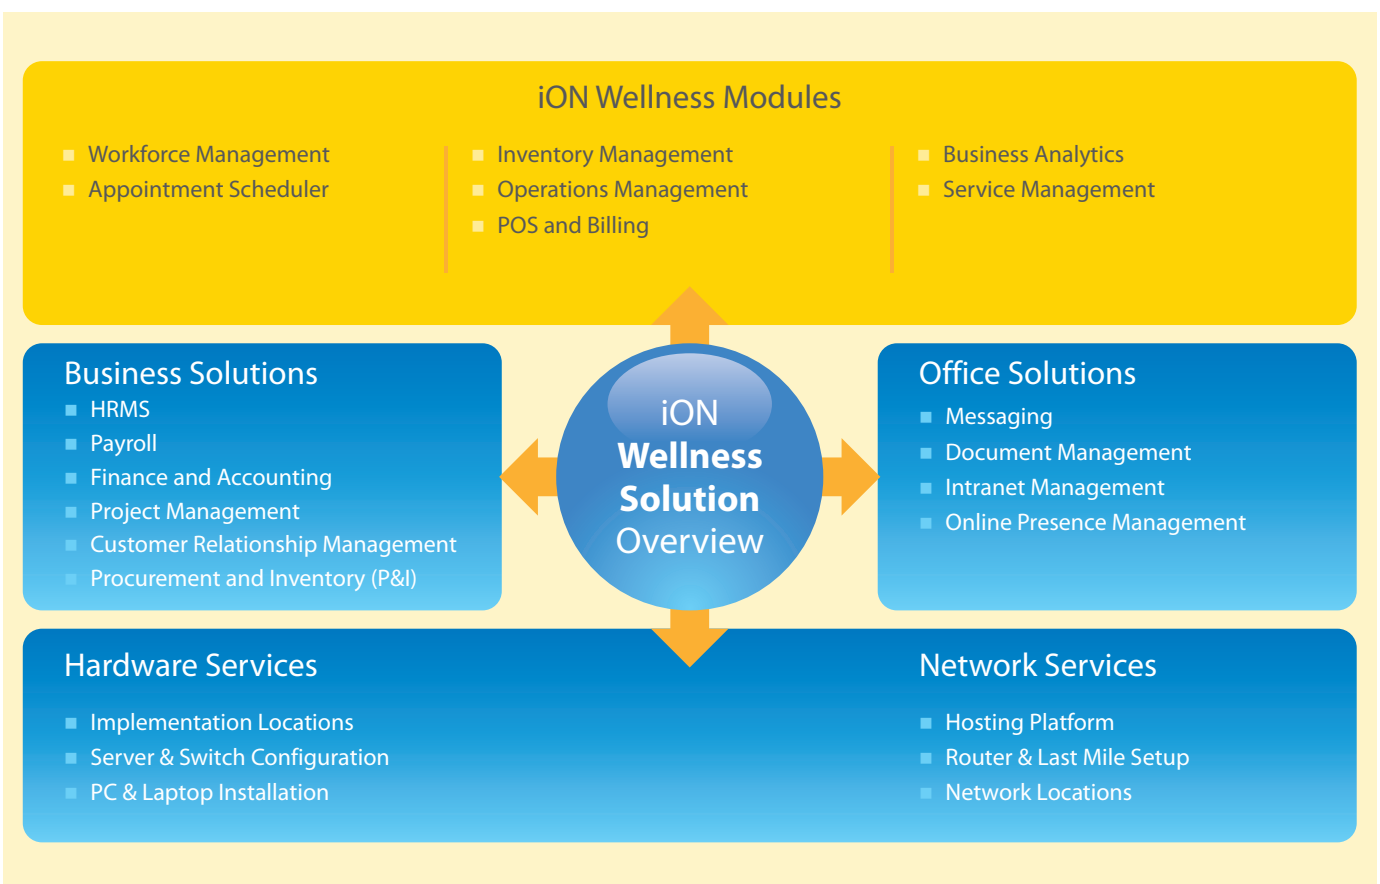 iON Wellness Modules
Workforce Management
Appointment Scheduler
Inventory Management
Operations Management
POS and Billing
Business Analytics
Service Management
Business Solutions
HRMS
Payroll
Finance and Accounting
Project Management
Customer Relationship Management
Procurement and Inventory (P&I)
iON
Wellness
Solution
Overview
Office Solutions
Messaging
Document Management
Intranet Management
Online Presence Management
Hardware Services
Implementation Locations
Server & Switch Configuration
PC & Laptop Installation
Network Services
Hosting Platform
Router & Last Mile Setup
Network Locations